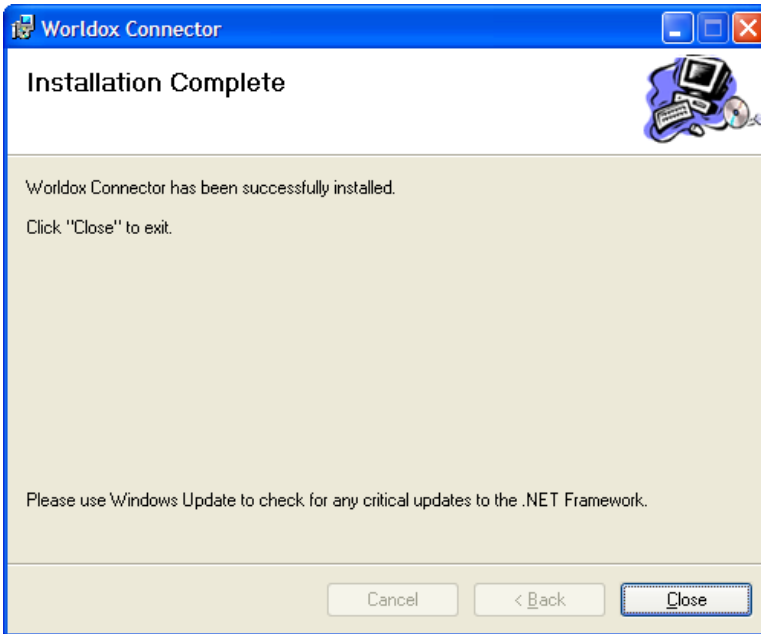 Worldox Connector
Installation Complete
Worldox Connector has been successfully installed.
Click "Close" to exit.
Please use Windows Update to check for any critical updates to the .NET Framework.
Cancel
< Back
Close